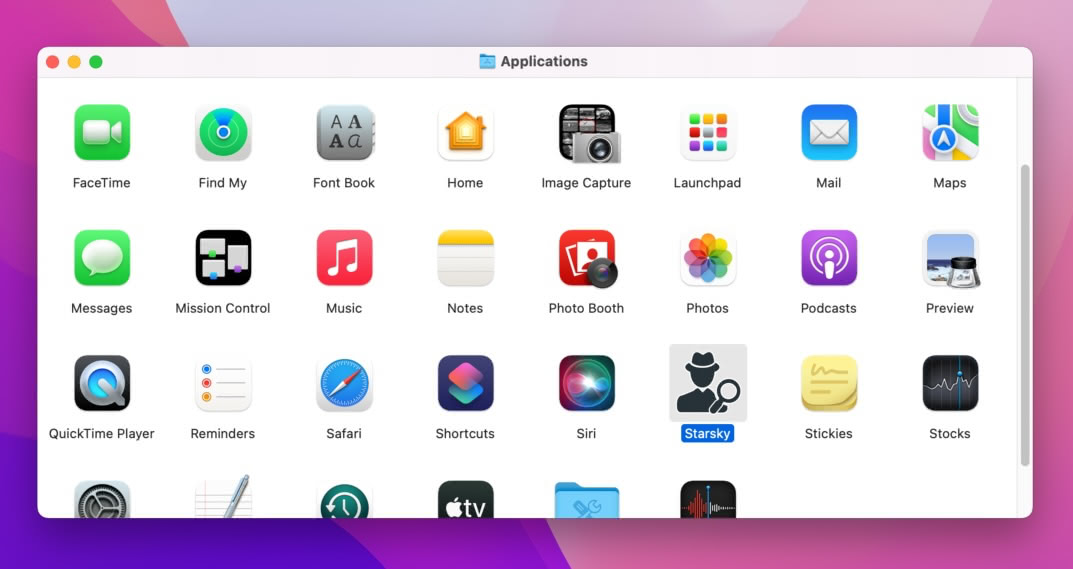 Applications
FaceTime
Find My
A A
A a
Font Book
Home
Image Capture
Launchpad
Mail
Maps
Messages
Mission Control
Music
Notes
Photo Booth
Photos
Podcasts
Preview
QuickTime Player
Reminders
Safari
Shortcuts
Siri
Starsky
Stickies
Stocks
tv